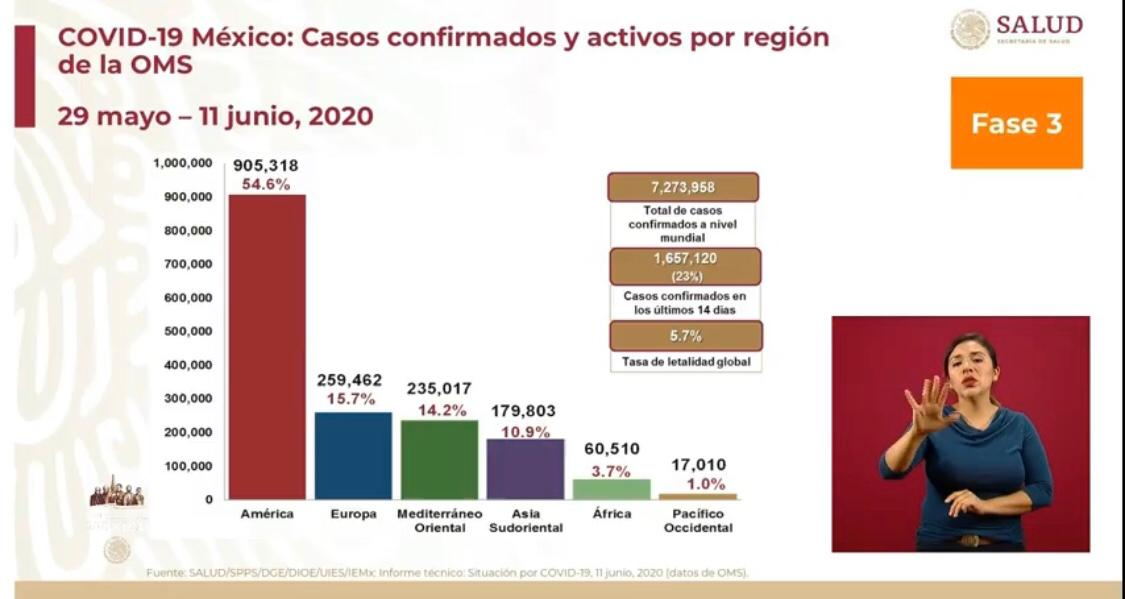 COVID-19 México: Casos confirmados y activos por región
de la OMS
29 mayo – 11 junio, 2020
SALUD
SECRETARÍA DE SALUD
Fase 3
1,000,000
900,000
800,000
700,000
600,000
500,000
400,000
300,000
200,000
100,000
0
905,318
54.6%
259,462
15.7%
235,017
14.2%
179,803
10.9%
60,510
3.7%
17,010
1.0%
América
Europa
Mediterráneo
Oriental
Asia
Sudoriental
África
Pacífico
Occidental
7,273,958
Total de casos
confirmados a nivel
mundial
1,657,120
(23%)
Casos confirmados en
los últimos 14 dias
5.7%
Tasa de letalidad global
Fuente: SALUD/SPPS/DGE/DIOE/UIES/IEMx: Informe técnico: Situación por COVID-19, 11 junio, 2020 (datos de OMS).